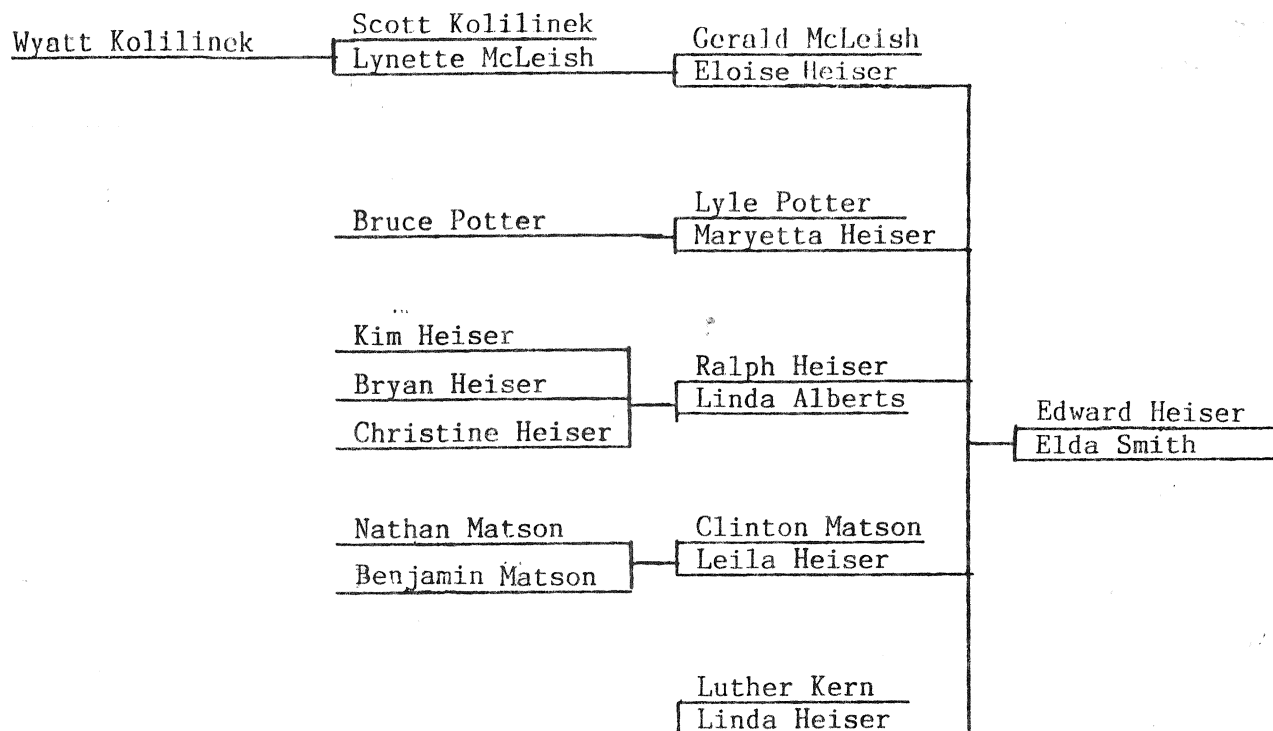 Wyatt Kolilinek
Scott Kolilinek
Lynette McLeish
Gerald McLeish
Eloise Heiser
Bruce Potter
Lyle Potter
Maryetta Heiser
Kim Heiser
Bryan Heiser
Christine Heiser
Ralph Heiser
Linda Alberts
Edward Heiser
Elda Smith
Nathan Matson
Benjamin Matson
Clinton Matson
Leila Heiser
Luther Kern
Linda Heiser